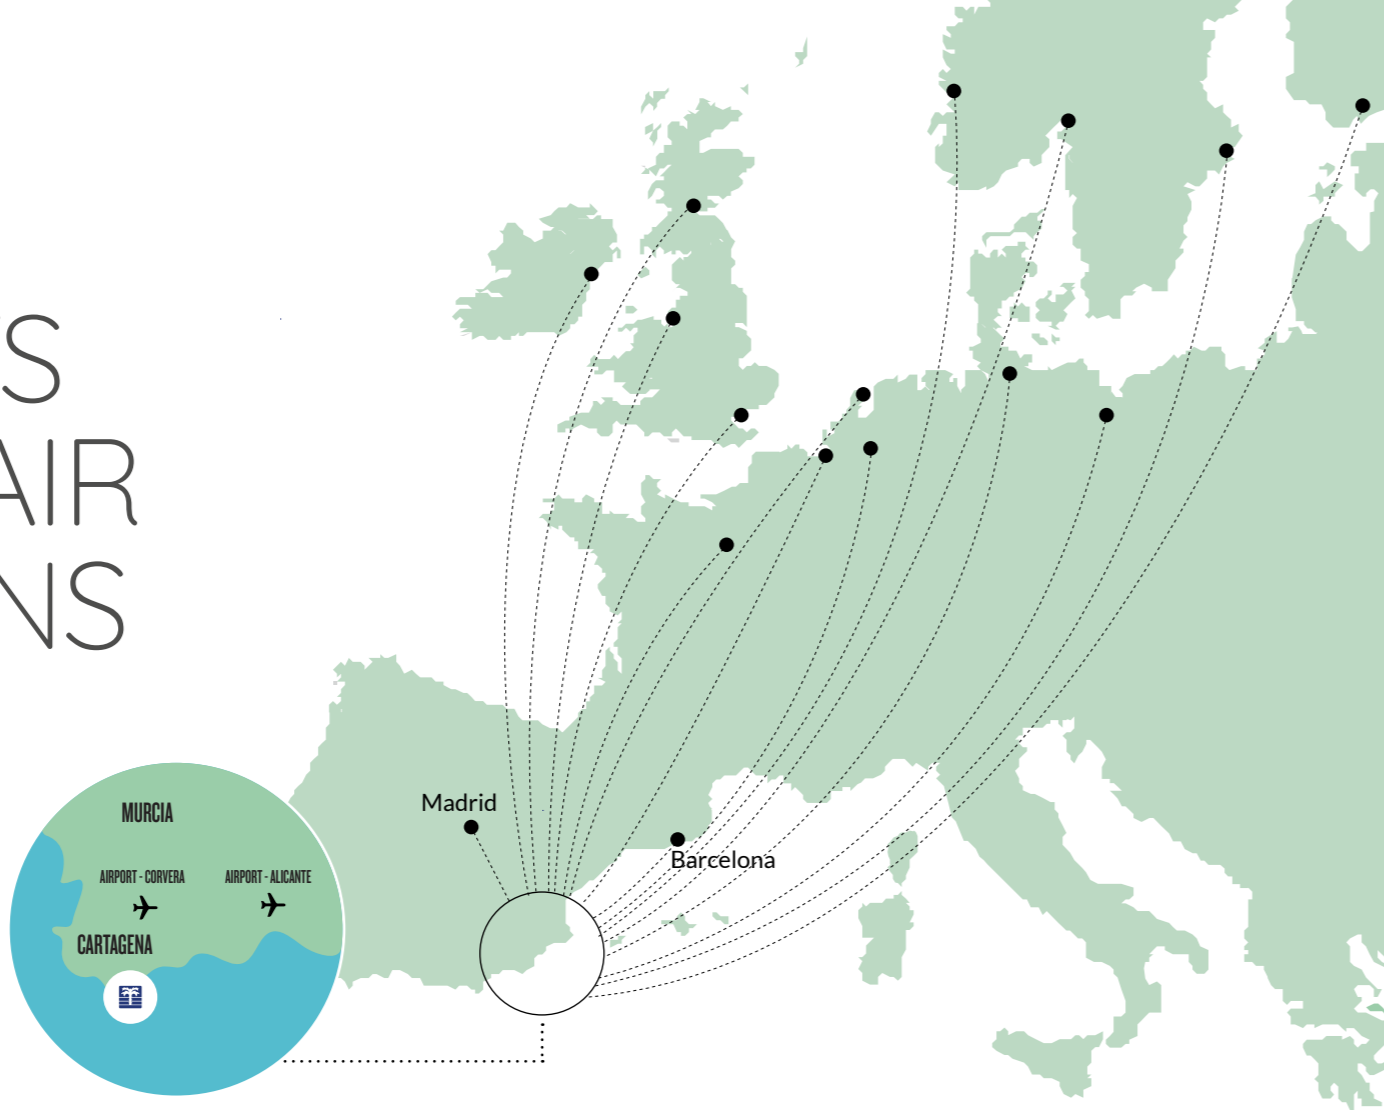 S
AIR
NS
Madrid
Barcelona
MURCIA
AIRPORT - CORVERA
AIRPORT - ALICANTE
CARTAGENA